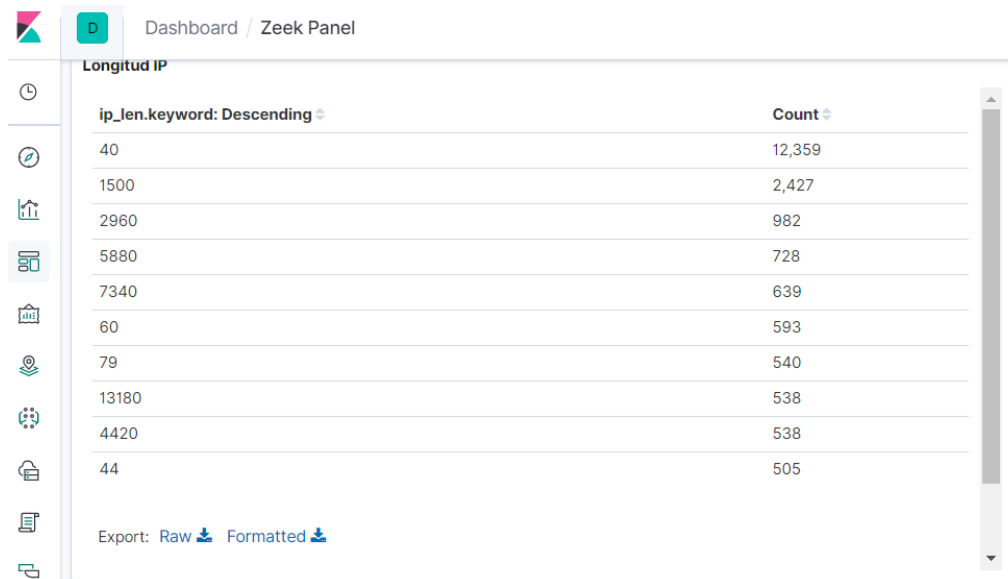 D Dashboard / Zeek Panel
Longitud IP
ip_len.keyword: Descending Count
40 12,359
1500 2,427
2960 982
5880 728
7340 639
60 593
79 540
13180 538
4420 538
44 505
Export: Raw Formatted